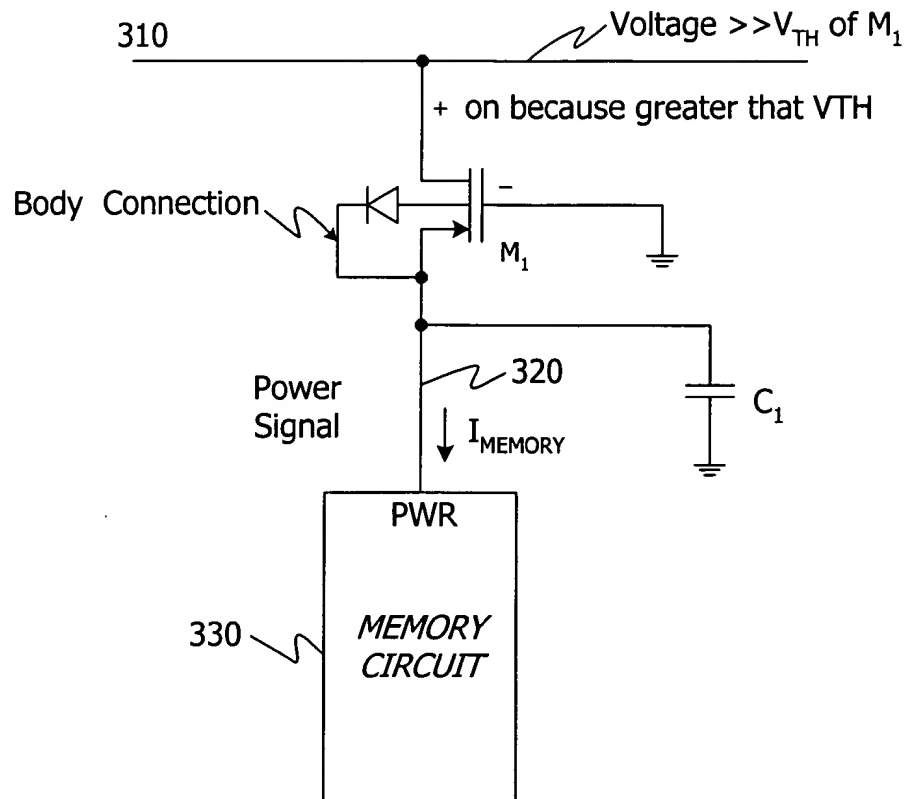 310
Voltage >>V_TH of M_1
+ on because greater that VTH
Body Connection
−
M_1
320
Power
Signal
I_MEMORY
C_1
PWR
330
MEMORY
CIRCUIT